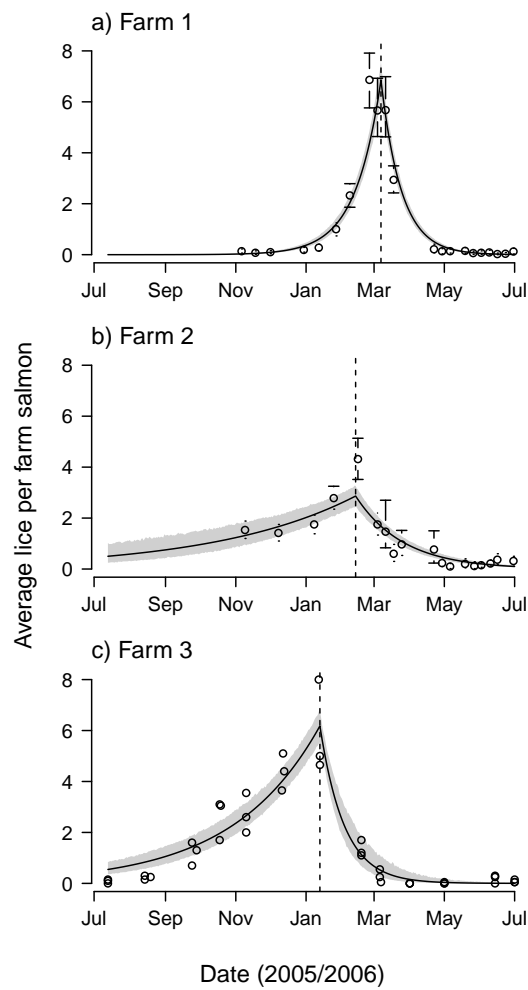 a) Farm 1
8
6
4
2
0
Jul Sep Nov Jan Mar May Jul
b) Farm 2
8
6
4
2
0
Jul Sep Nov Jan Mar May Jul
c) Farm 3
8
6
4
2
0
Jul Sep Nov Jan Mar May Jul
Average lice per farm salmon
Date (2005/2006)